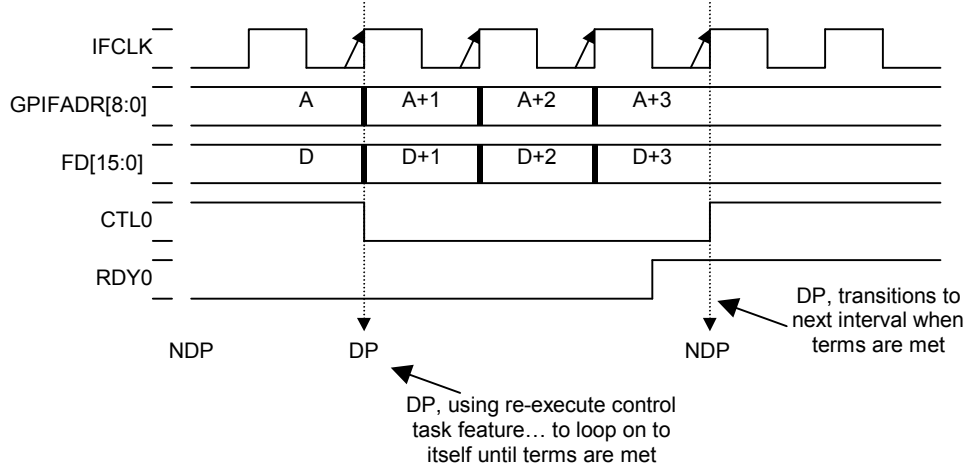 IFCLK
GPIFADR[8:0]
A
A+1
A+2
A+3
FD[15:0]
D
D+1
D+2
D+3
CTL0
RDY0
NDP
DP
NDP
DP, transitions to
next interval when
terms are met
DP, using re-execute control
task feature… to loop on to
itself until terms are met